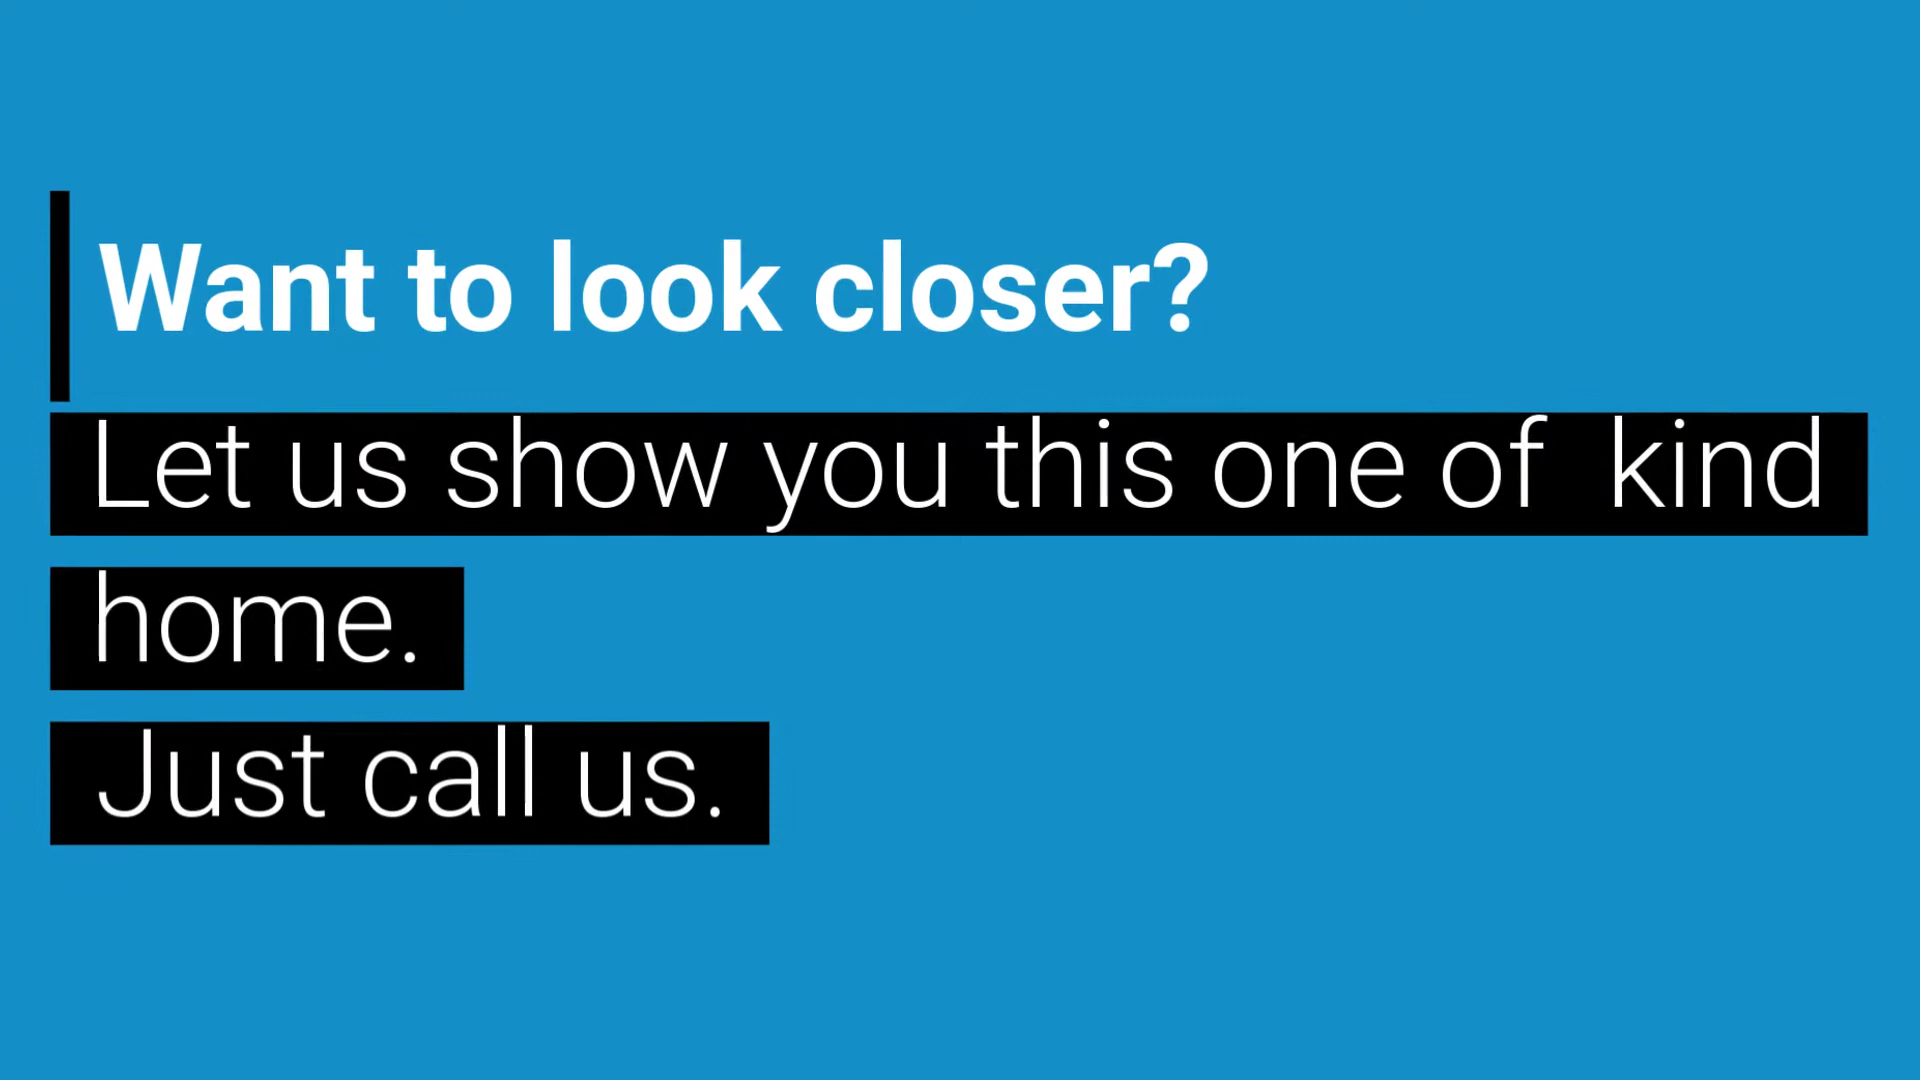 Want to look closer?
Let us show you this one of  kind
home.
Just call us.